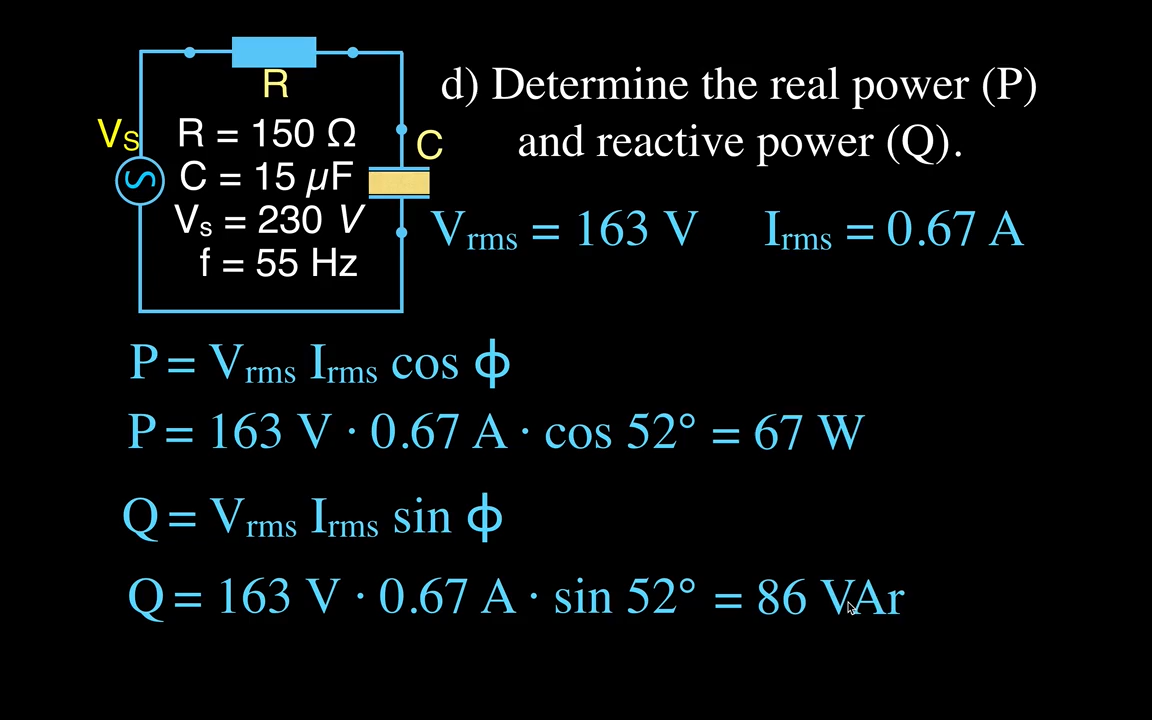 R
Vs
R = 150 Ω
C
C = 15 µF
Vs = 230 V
f = 55 Hz
d) Determine the real power (P)
and reactive power (Q).
Vrms = 163 V Irms = 0.67 A
P = Vrms Irms cos ϕ
P = 163 V · 0.67 A · cos 52° = 67 W
Q = Vrms Irms sin ϕ
Q = 163 V · 0.67 A · sin 52° = 86 VAr